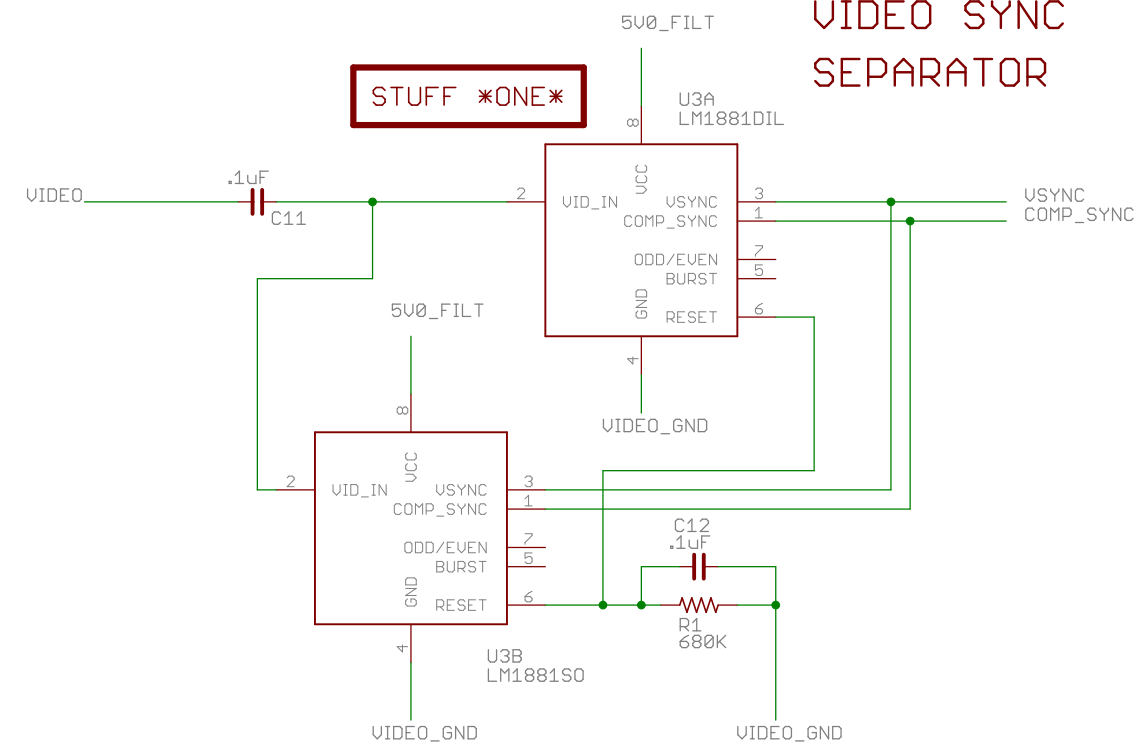 VIDEO SYNC
SEPARATOR
5V0_FILT
STUFF *ONE*
U3A
LM1881DIL
8
VCC
.1uF
VIDEO
C11
2
VID_IN
VSYNC
3
VSYNC
COMP_SYNC
1
COMP_SYNC
ODD/EVEN
7
BURST
5
GND
RESET
6
4
VIDEO_GND
5V0_FILT
8
VCC
2
VID_IN
VSYNC
3
COMP_SYNC
1
ODD/EVEN
7
BURST
5
GND
RESET
6
C12
.1uF
R1
680K
4
U3B
LM1881SO
VIDEO_GND
VIDEO_GND